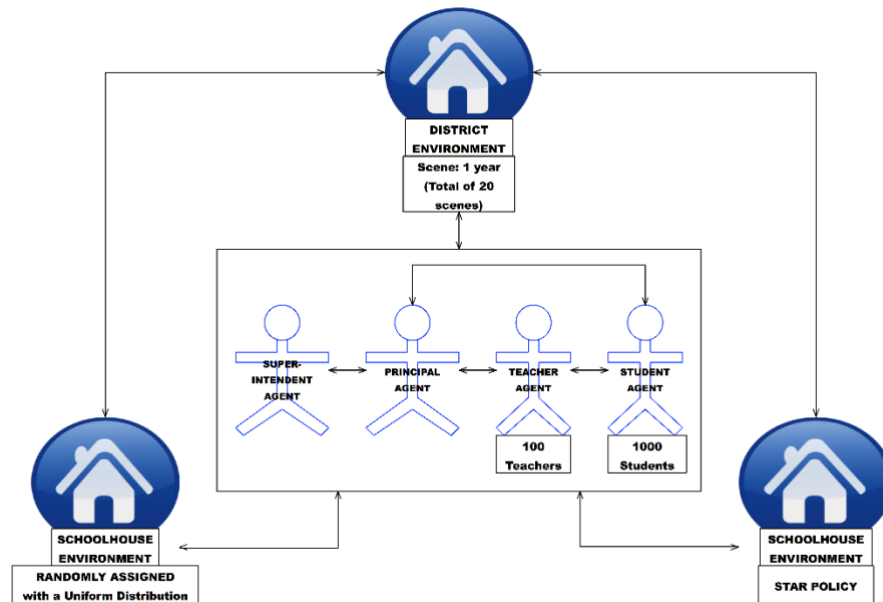 DISTRICT
ENVIRONMENT
Scene: 1 year
(Total of 20
scenes)
SUPER-
INTENDENT
AGENT
PRINCIPAL
AGENT
TEACHER
AGENT
STUDENT
AGENT
100
Teachers
1000
Students
SCHOOLHOUSE
ENVIRONMENT
RANDOMLY ASSIGNED
with a Uniform Distribution
SCHOOLHOUSE
ENVIRONMENT
STAR POLICY